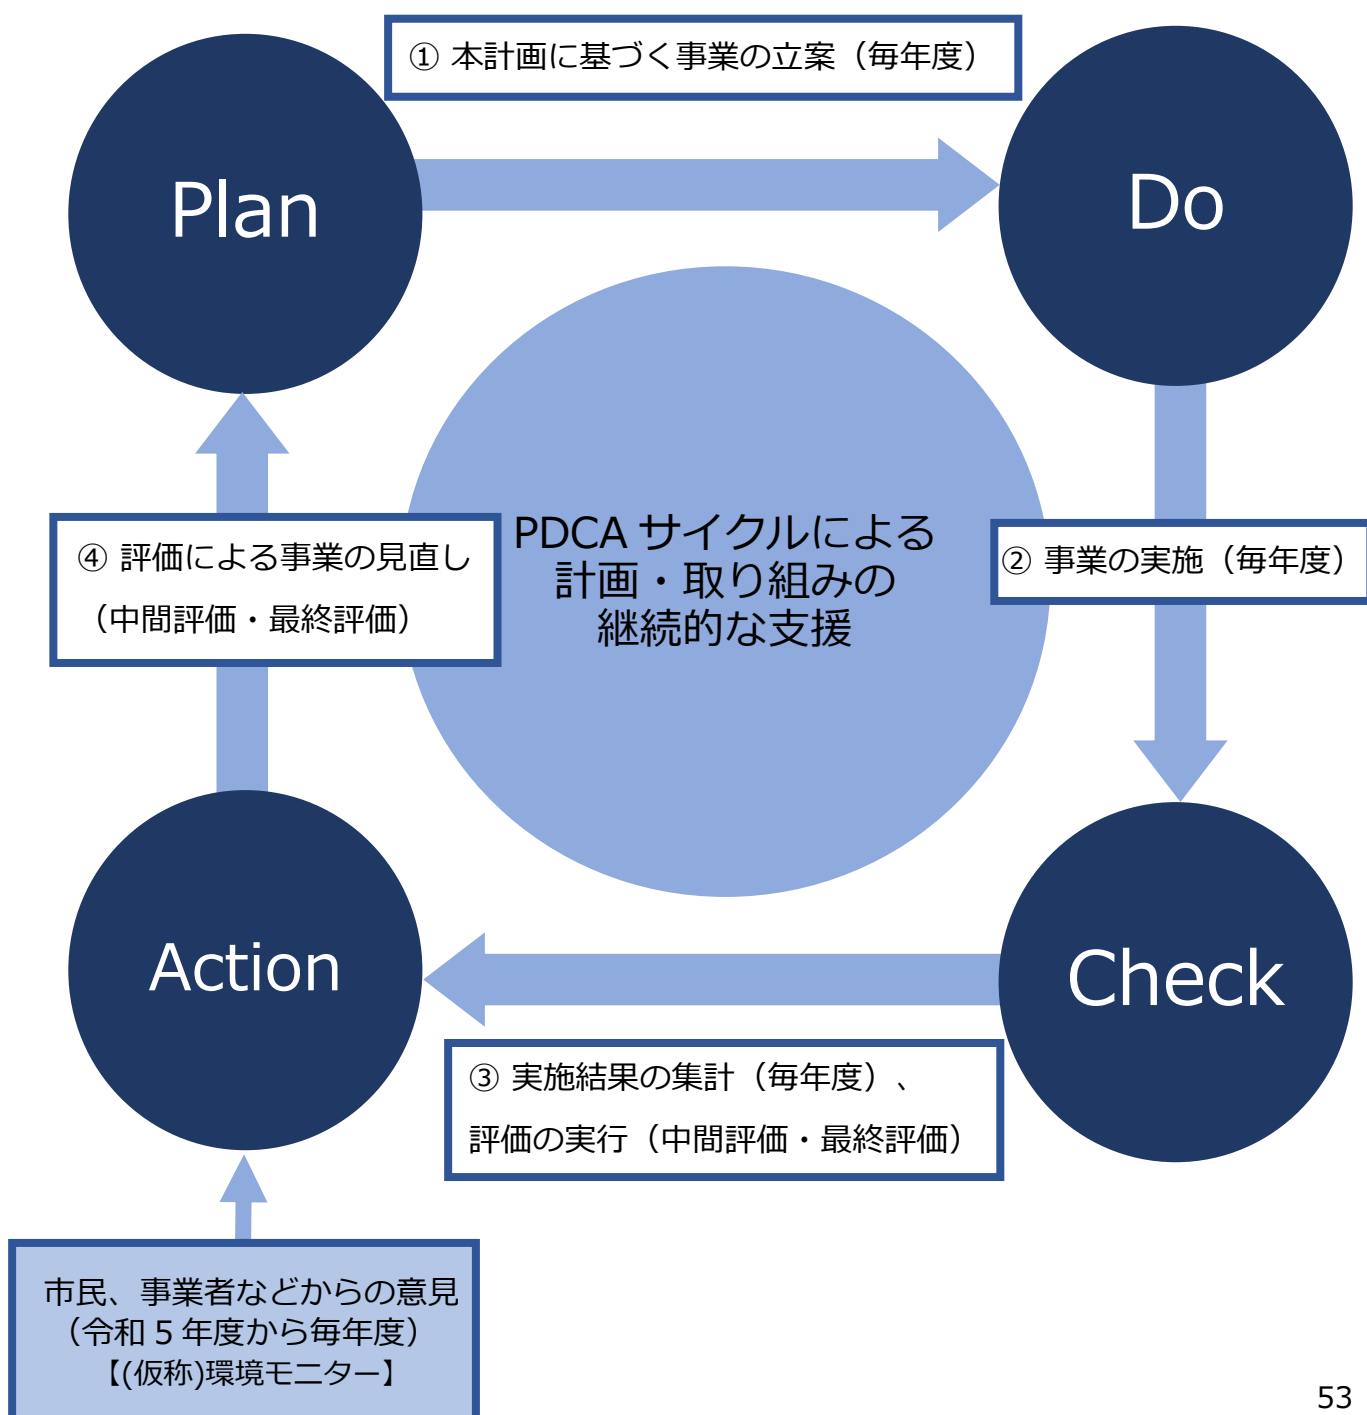 ① 本計画に基づく事業の立案（毎年度）
Plan
Do
PDCA サイクルによる
計画・取り組みの
継続的な支援
④ 評価による事業の見直し
（中間評価・最終評価）
② 事業の実施（毎年度）
Action
Check
③ 実施結果の集計（毎年度）、
評価の実行（中間評価・最終評価）
市民、事業者などからの意見
（令和 5 年度から毎年度）
【(仮称)環境モニター】
53